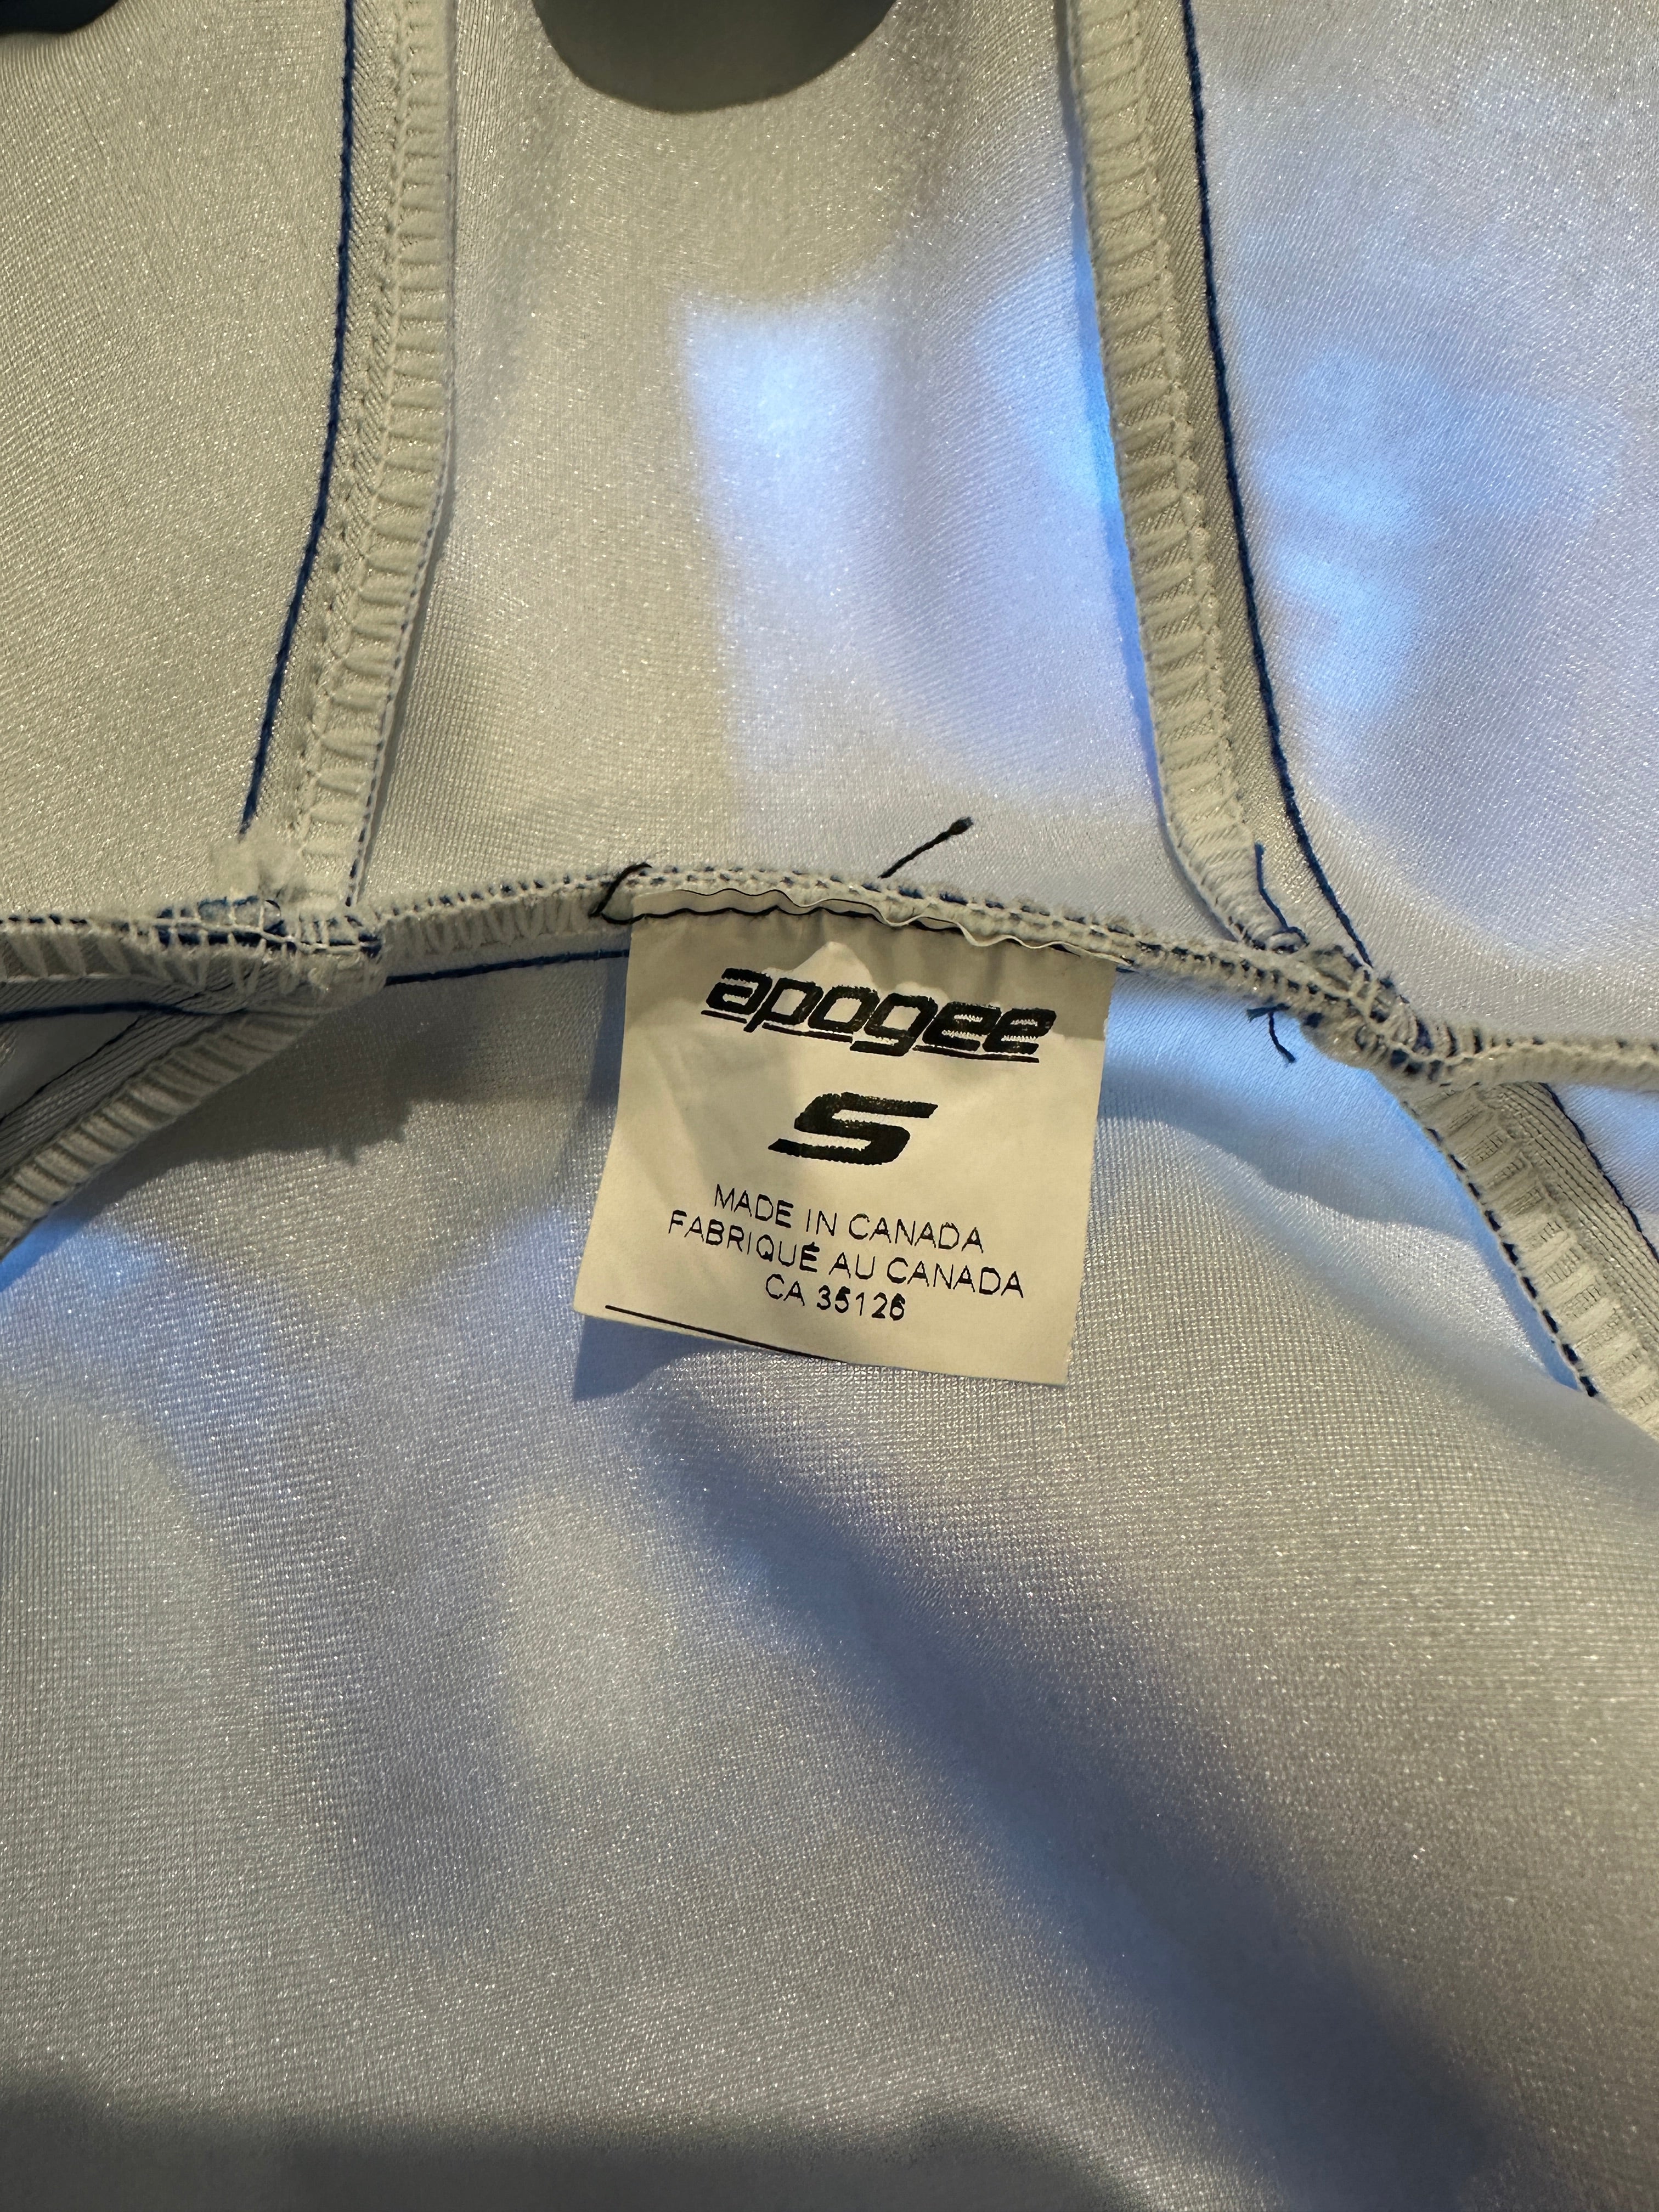 apogee
S
MADE IN CANADA
FABRIQUÉ AU CANADA
CA 35126